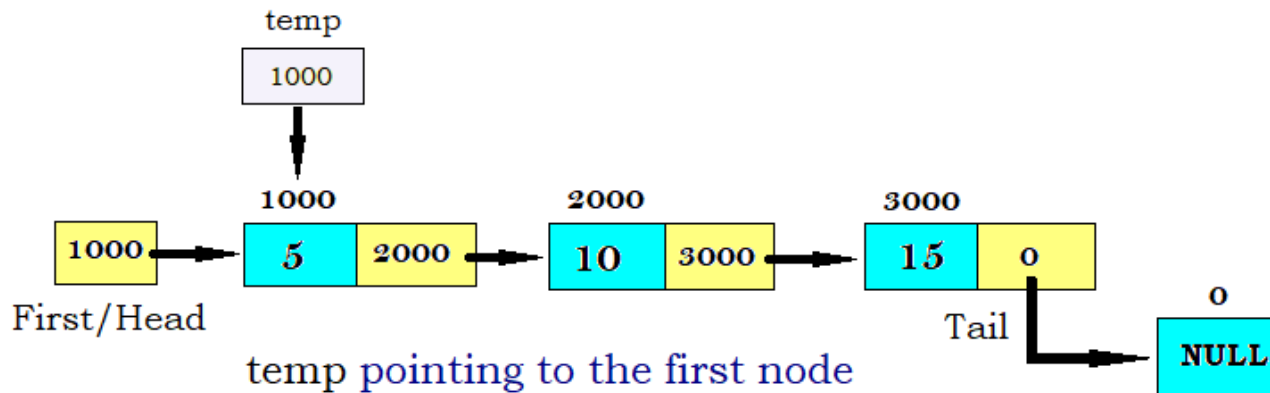 temp
1000
1000 2000 3000
1000 5 2000 10 3000 15 0
First/Head Tail 0
NULL
temp pointing to the first node